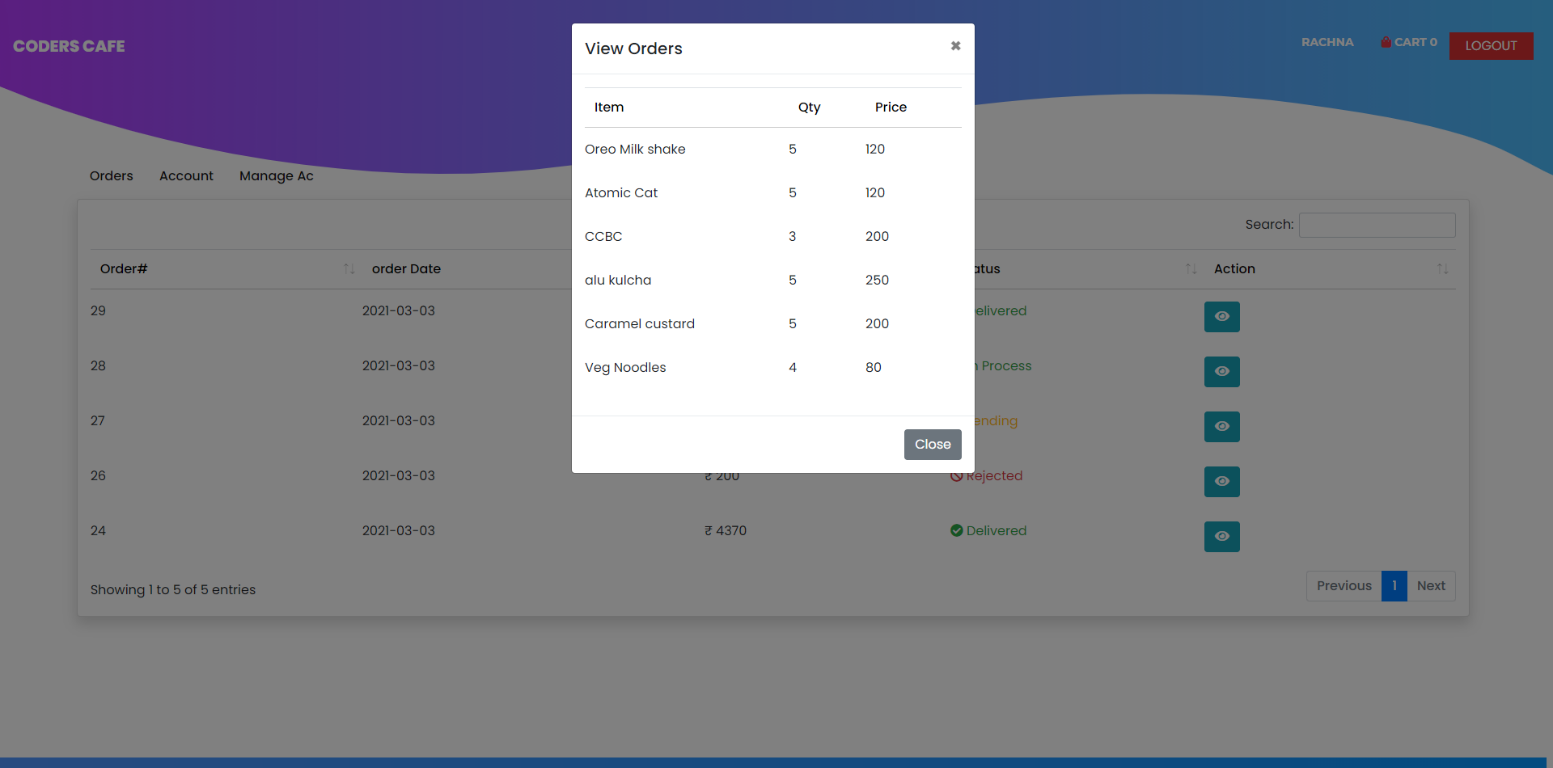 CODERS CAFE
RACHNA
CART 0
LOGOUT
View Orders
Item Qty Price
Oreo Milk shake 5 120
Atomic Cat 5 120
CCBC 3 200
alu kulcha 5 250
Caramel custard 5 200
Veg Noodles 4 80
Close
Orders Account Manage Ac
Search:
Order# order Date Action
29 2021-03-03
28 2021-03-03 Process
27 2021-03-03
26 2021-03-03 ₹ 200 Rejected
24 2021-03-03 ₹ 4370 Delivered
Showing 1 to 5 of 5 entries
Previous 1 Next